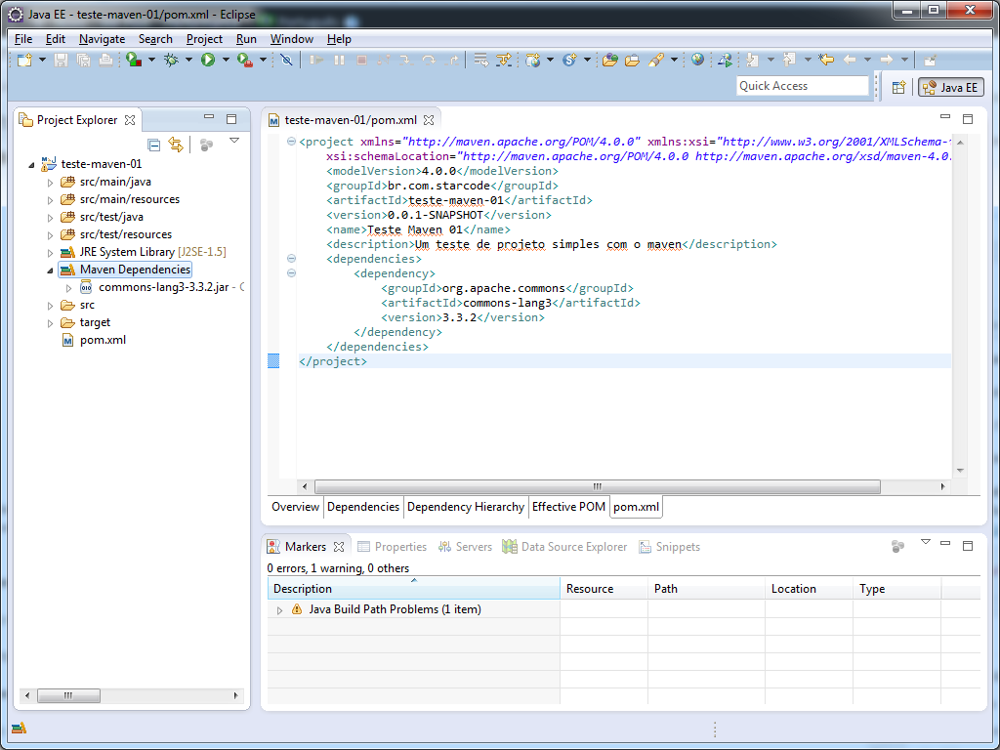 Java EE - teste-maven-01/pom.xml - Eclipse
File Edit Navigate Search Project Run Window Help
Quick Access
Java EE
Project Explorer
teste-maven-01
src/main/java
src/main/resources
src/test/java
src/test/resources
JRE System Library [J2SE-1.5]
Maven Dependencies
commons-lang3-3.3.2.jar - C
src
target
pom.xml
teste-maven-01/pom.xml
<project xmlns="http://maven.apache.org/POM/4.0.0" xmlns:xsi="http://www.w3.org/2001/XMLSchema-
xsi:schemaLocation="http://maven.apache.org/POM/4.0.0 http://maven.apache.org/xsd/maven-4.0.
<modelVersion>4.0.0</modelVersion>
<groupId>br.com.starcode</groupId>
<artifactId>teste-maven-01</artifactId>
<version>0.0.1-SNAPSHOT</version>
<name>Teste Maven 01</name>
<description>Um teste de projeto simples com o maven</description>
<dependencies>
<dependency>
<groupId>org.apache.commons</groupId>
<artifactId>commons-lang3</artifactId>
<version>3.3.2</version>
</dependency>
</dependencies>
</project>
Overview Dependencies Dependency Hierarchy Effective POM pom.xml
Markers Properties Servers Data Source Explorer Snippets
0 errors, 1 warning, 0 others
Description Resource Path Location Type
Java Build Path Problems (1 item)